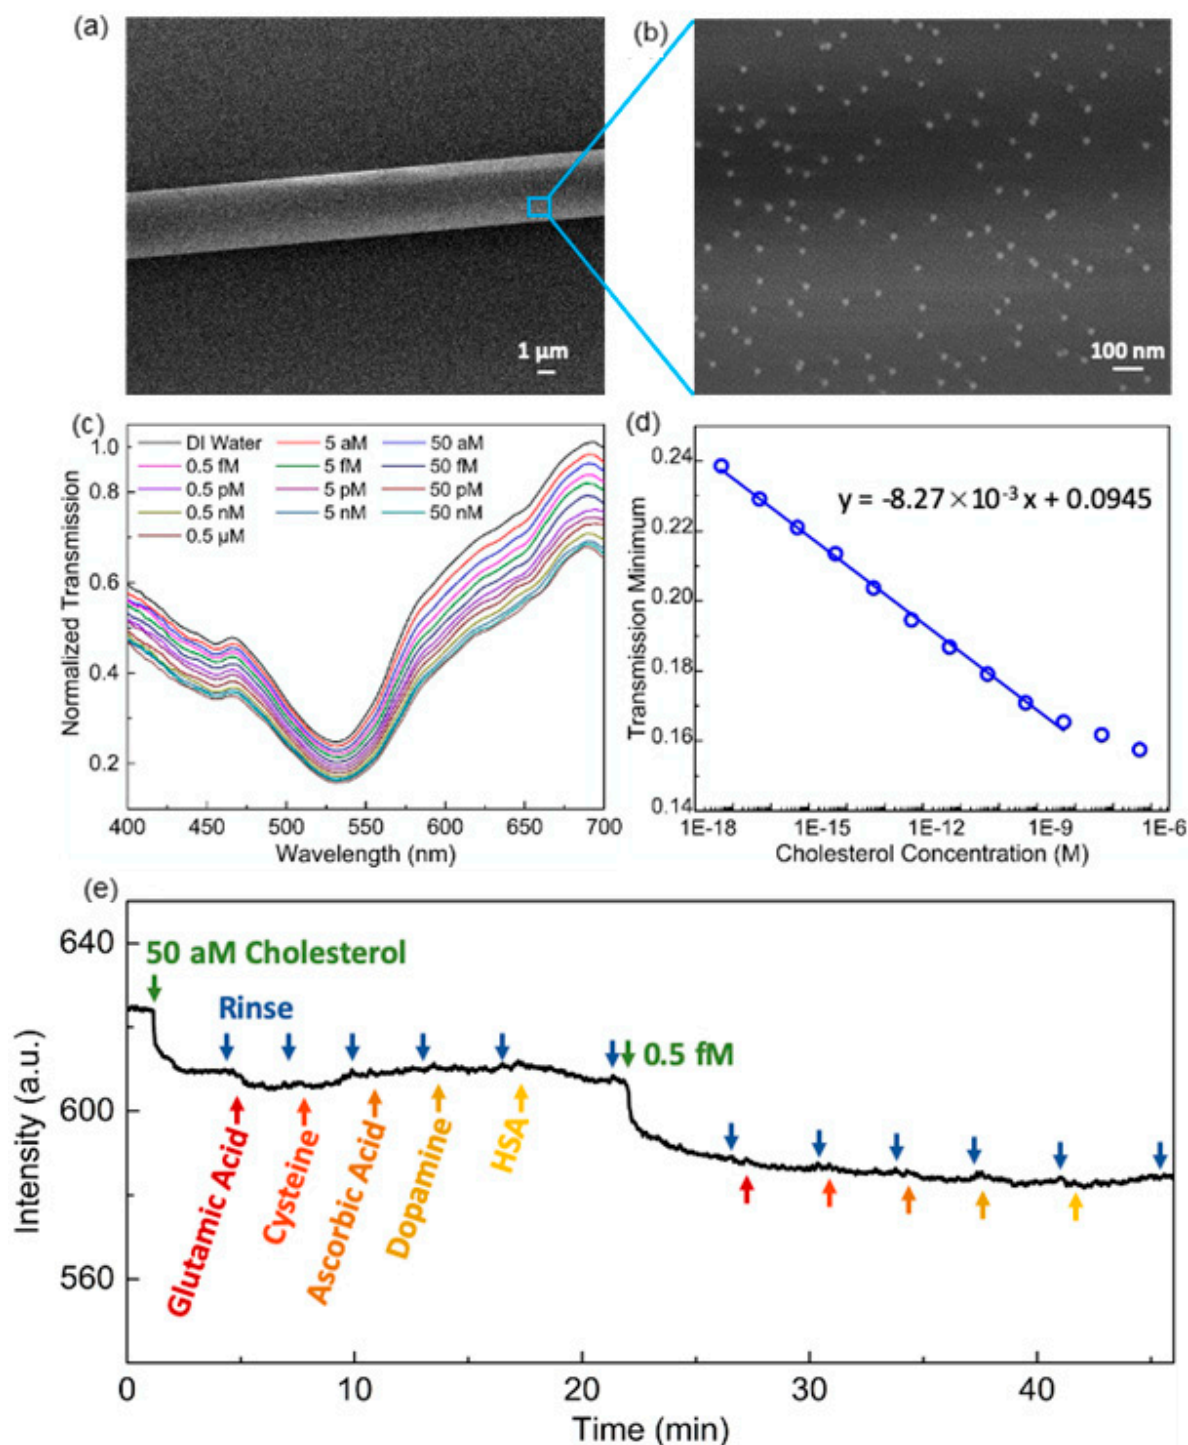 (a)
1 µm
(b)
100 nm
(c)
Normalized Transmission
1.0
0.8
0.6
0.4
0.2
DI Water 5 aM 50 aM
0.5 fM 5 fM 50 fM
0.5 pM 5 pM 50 pM
0.5 nM 5 nM 50 nM
0.5 µM
400 450 500 550 600 650 700
Wavelength (nm)
(d)
Transmission Minimum
0.24
0.22
0.20
0.18
0.16
0.14
y = -8.27×10⁻³ x + 0.0945
1E-18 1E-15 1E-12 1E-9 1E-6
Cholesterol Concentration (M)
(e)
Intensity (a.u.)
640
600
560
50 aM Cholesterol
Rinse
0.5 fM
Glutamic Acid
Cysteine
Ascorbic Acid
Dopamine
HSA
0 10 20 30 40
Time (min)